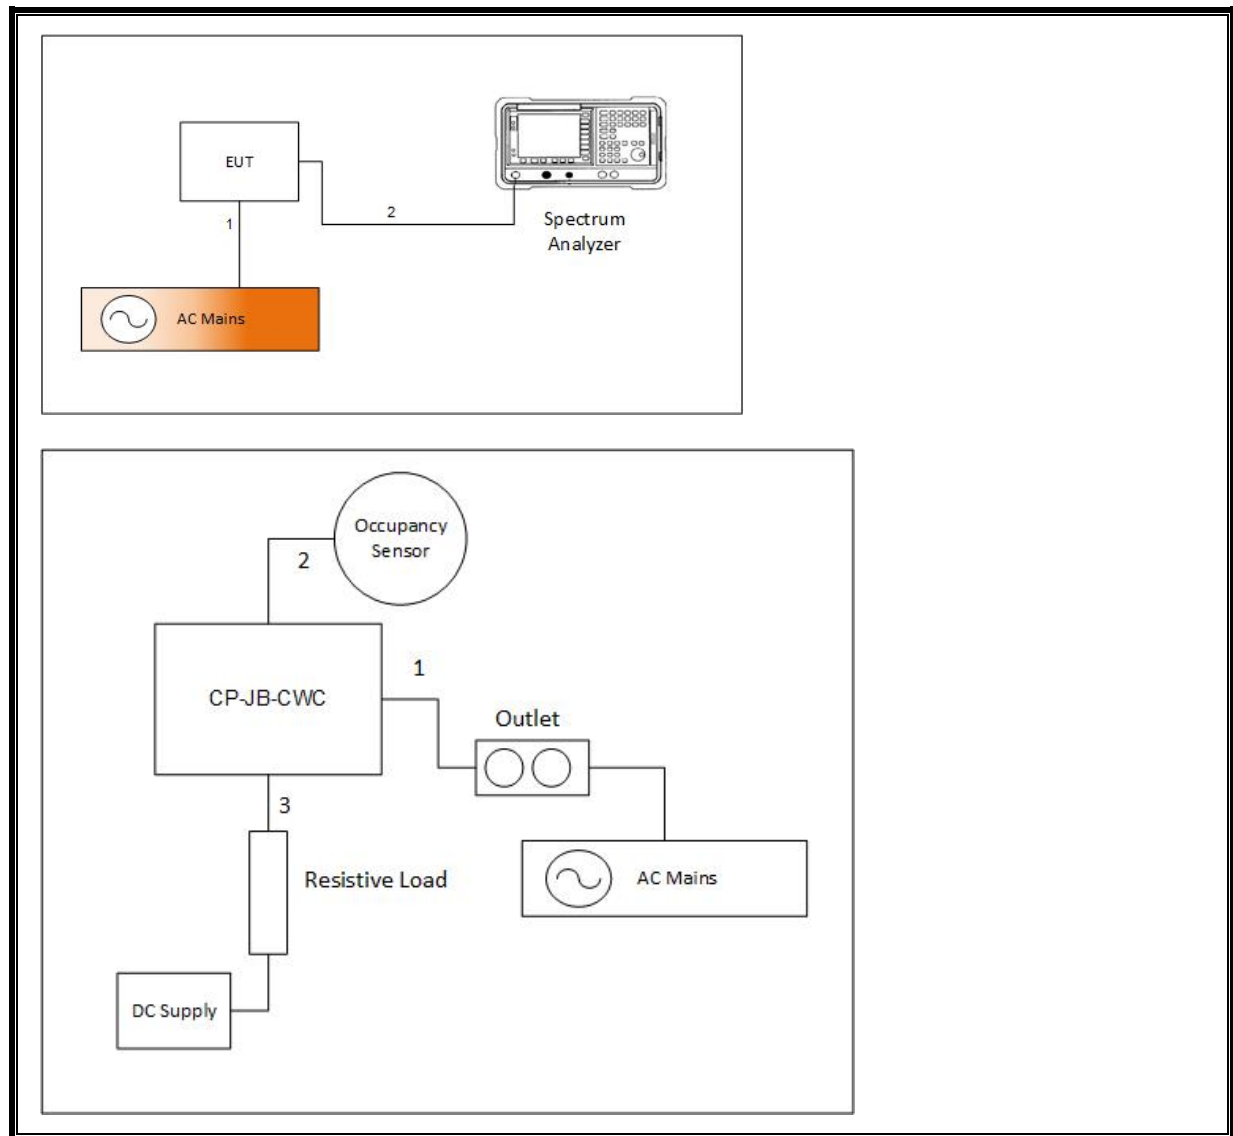 EUT
1
2
Spectrum
Analyzer
AC Mains
Occupancy
Sensor
2
CP-JB-CWC
1
Outlet
3
Resistive Load
AC Mains
DC Supply